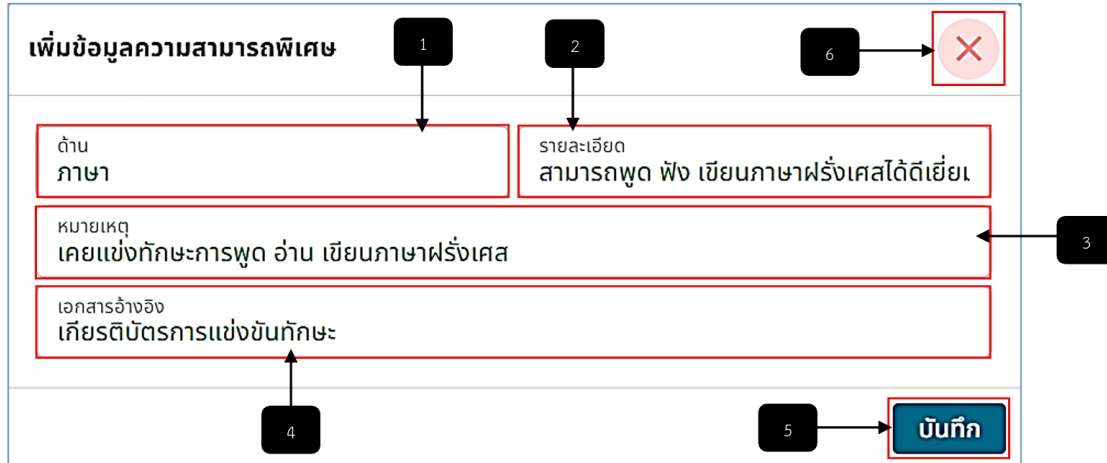 เพิ่มข้อมูลความสามารถพิเศษ
1
2
6
ด้าน
ภาษา
รายละเอียด
สามารถพูด ฟัง เขียนภาษาฝรั่งเศสได้ดีเยี่ย
หมายเหตุ
เคยแข่งทักษะการพูด อ่าน เขียนภาษาฝรั่งเศส
3
เอกสารอ้างอิง
เกียรติบัตรการแข่งขันทักษะ
4
5
บันทึก